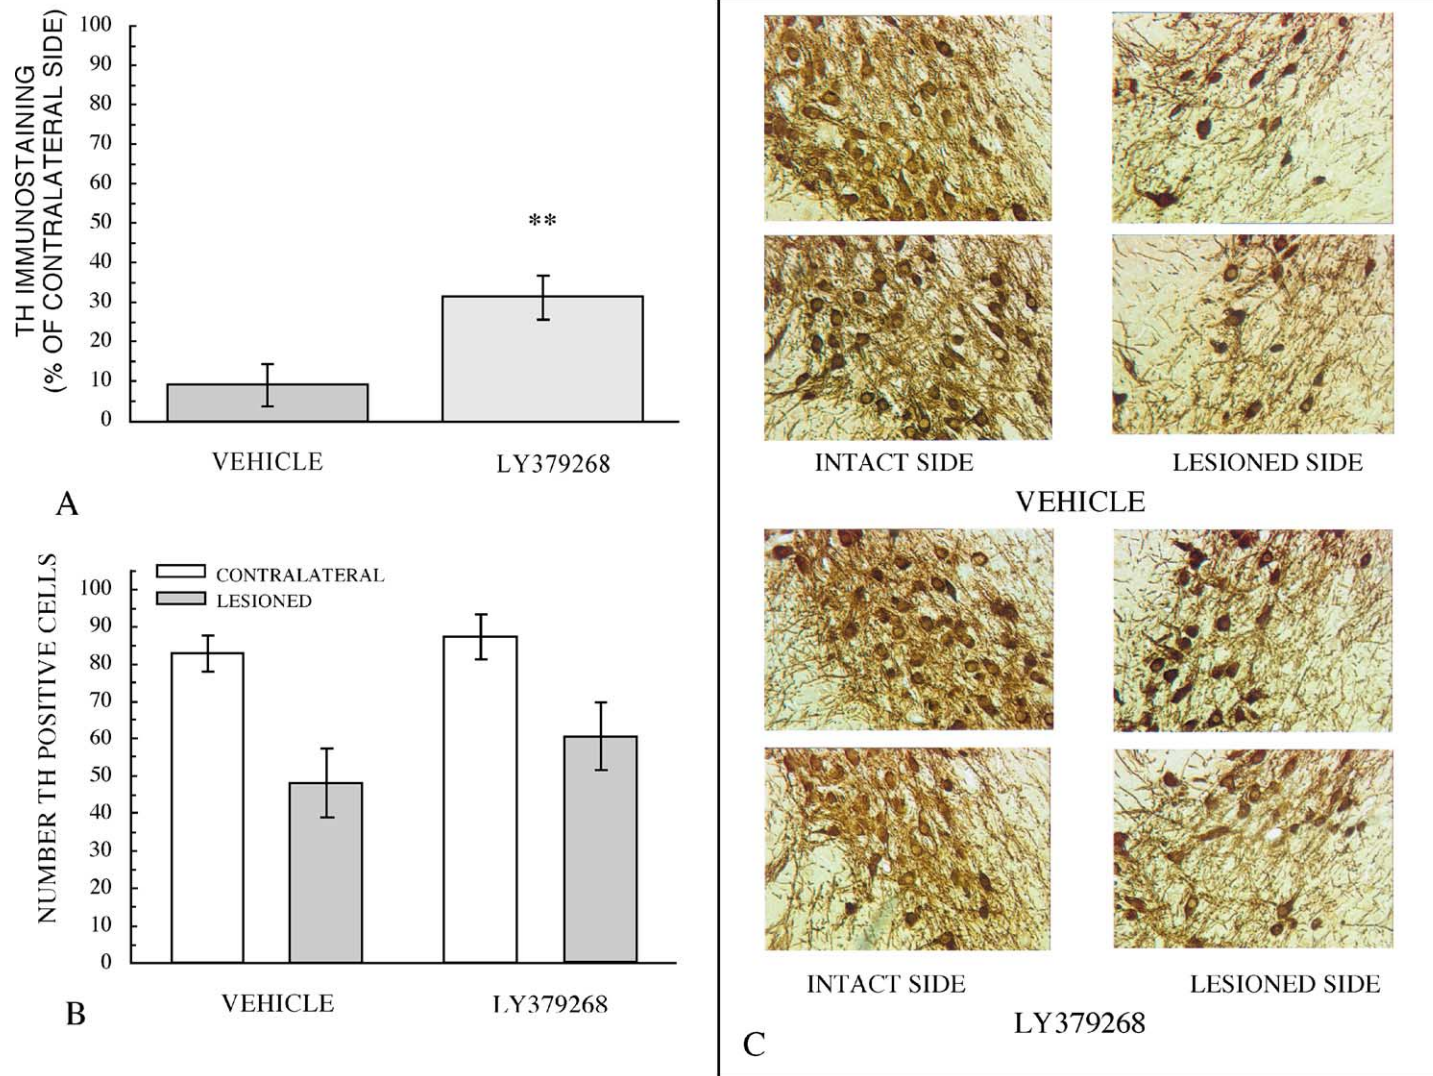 TH IMMUNOSTAINING
(% OF CONTRALATERAL SIDE)
100
90
80
70
60
50
40
30
20
10
0
**
VEHICLE
LY379268
A
NUMBER TH POSITIVE CELLS
100
90
80
70
60
50
40
30
20
10
0
CONTRALATERAL
LESIONED
VEHICLE
LY379268
B
INTACT SIDE
LESIONED SIDE
VEHICLE
INTACT SIDE
LESIONED SIDE
LY379268
C